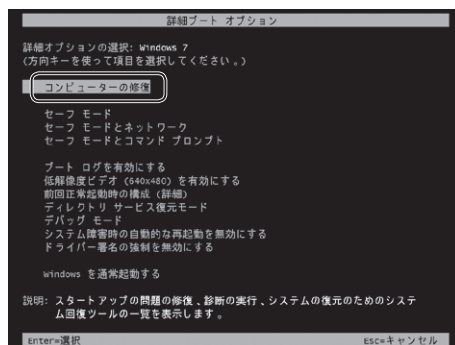 詳細ブート オプション
詳細オプションの選択: Windows 7
(方向キーを使って項目を選択してください。)
コンピューターの修復
セーフ モード
セーフ モードとネットワーク
セーフ モードとコマンド プロンプト
ブート ログを有効にする
低解像度ビデオ (640x480) を有効にする
前回正常起動時の構成 (詳細)
ディレクトリ サービス復元モード
デバッグ モード
システム障害時の自動的な再起動を無効にする
ドライバー署名の強制を無効にする
Windows を通常起動する
説明: スタートアップの問題の修復、診断の実行、システムの復元のためのシステ
ム回復ツールの一覧を表示します。
Enter=選択 Esc=キャンセル